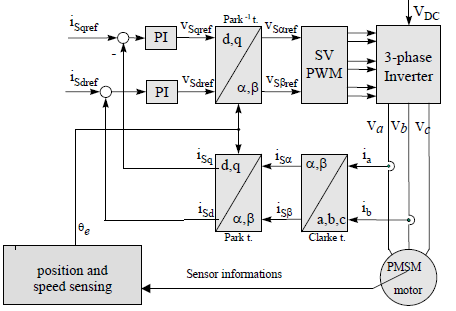 iSqref
PI
vSqref
Park⁻¹ t.
d,q
α,β
vSαref
SV
PWM
VDC
3-phase
Inverter
iSdref
-
PI
vSdref
vSβref
-
Va Vb Vc
iSq
d,q
α,β
Park t.
iSα
α,β
a,b,c
Clarke t.
ia
iSd
iSβ
ib
θe
position and
speed sensing
Sensor informations
PMSM
motor